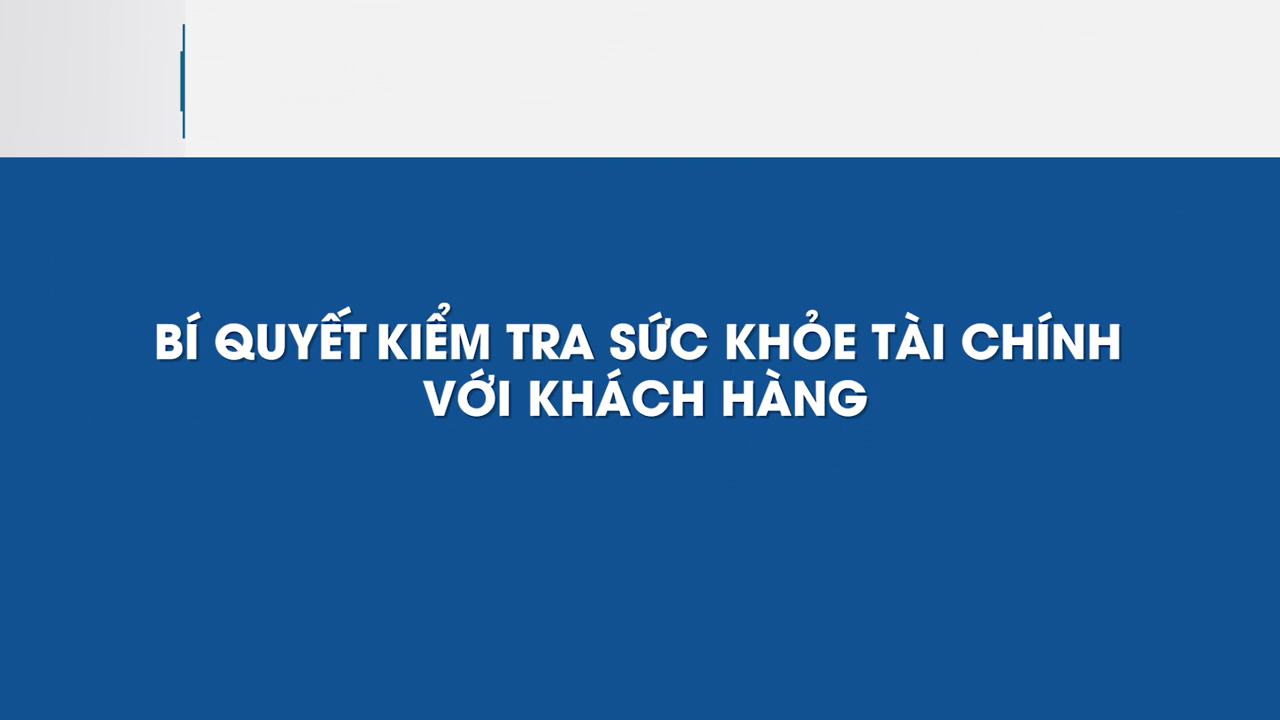 BÍ QUYẾT KIỂM TRA SỨC KHỎE TÀI CHÍNH
VỚI KHÁCH HÀNG